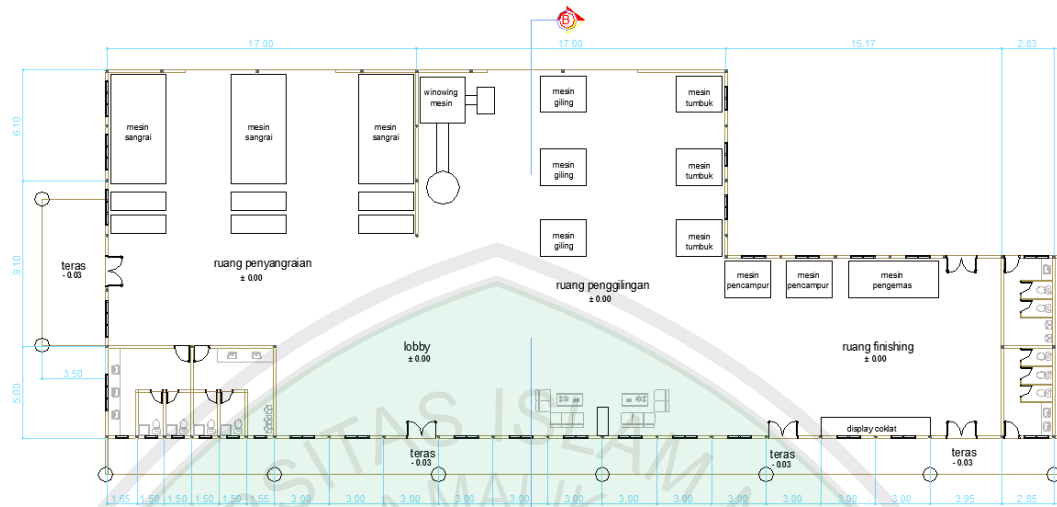 B
17.00 17.00 15.17 2.83
6.10
9.10
5.00
3.50
mesin
sangrai
mesin
sangrai
mesin
sangrai
winowing
mesin
mesin
giling
mesin
tumbuk
mesin
giling
mesin
tumbuk
mesin
giling
mesin
tumbuk
teras
- 0.03
ruang penyangraian
± 0.00
ruang penggilingan
± 0.00
mesin
pencampur
mesin
pencampur
mesin
pengemas
lobby
± 0.00
ruang finishing
± 0.00
display coklat
teras
- 0.03
teras
- 0.03
teras
- 0.03
1.65 1.50 1.50 1.50 1.50 1.55 3.00 3.00 3.00 3.00 3.00 3.00 3.00 3.00 3.00 3.00 3.00 3.95 2.85
SITAS ISLAM
MALIK